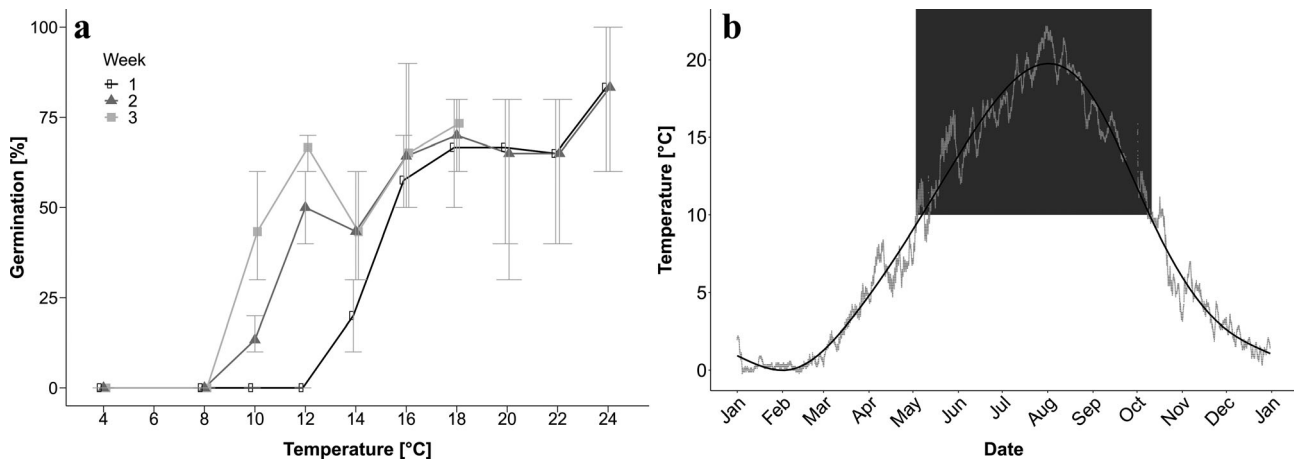 a
Week
1
2
3
Germination [%]
100
75
50
25
0
4 6 8 10 12 14 16 18 20 22 24
Temperature [°C]
b
Temperature [°C]
20
15
10
5
0
Jan Feb Mar Apr May Jun Jul Aug Sep Oct Nov Dec Jan
Date